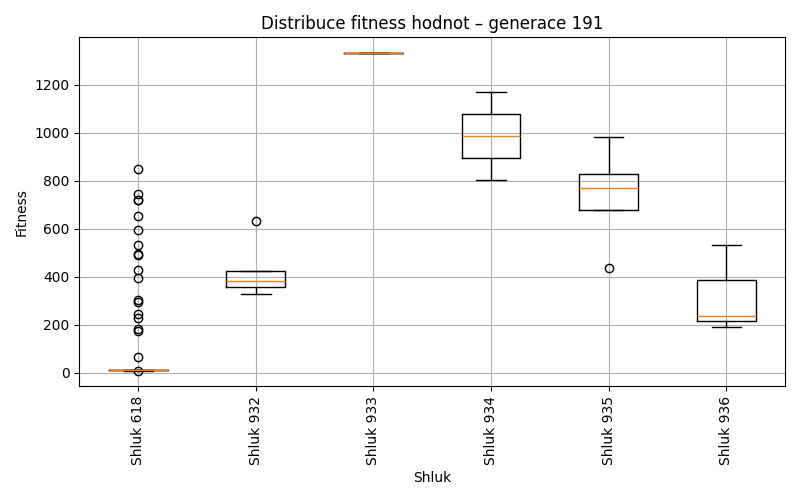 Distribuce fitness hodnot – generace 191
Fitness
1200
1000
800
600
400
200
0
Shluk 618
Shluk 932
Shluk 933
Shluk 934
Shluk 935
Shluk 936
Shluk